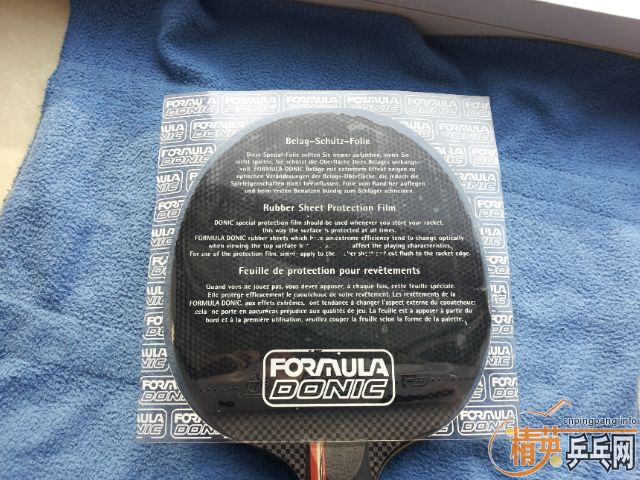 FORMULA DONIC
Belag-Schutz-Folie
Diese Special-Folie sollten Sie immer aufziehen, wenn Sie
nicht spielen. Sie schützt die Oberfläche Ihres Belages wirkungs-
voll. FORMULA DONIC Beläge mit extremem Effekt neigen zu
optischen Veränderungen der Belags-Oberfläche, die jedoch die
Spieleigenschaften nicht beeinflussen. Folie vom Rand her auflegen
und beim ersten Benutzen bündig zum Schläger schneiden.
Rubber Sheet Protection Film
DONIC special protection film should be used whenever you store your racket,
this way the surface is protected at all times.
FORMULA DONIC rubber sheets which have an extreme efficiency tend to change optically
when viewing the top surface affect the playing characteristics.
For use of the protection film, simply apply to the sheet and cut flush to the racket edge.
Feuille de protection pour revêtements
Quand vous ne jouez pas, vous devez apposer, à chaque fois, cette feuille spéciale.
Elle protège efficacement le caoutchouc de votre revêtement. Les revêtements de la
FORMULA DONIC, aux effets extrêmes, ont tendance à changer l'aspect externe du caoutchouc:
cela ne porte en aucun cas préjudice aux qualités de jeu. La feuille est à apposer à partir du
bord et à la première utilisation, veuillez couper la feuille selon la forme de la palette.
FORMULA
DONIC
cnpingpang.info
精英乒乓网